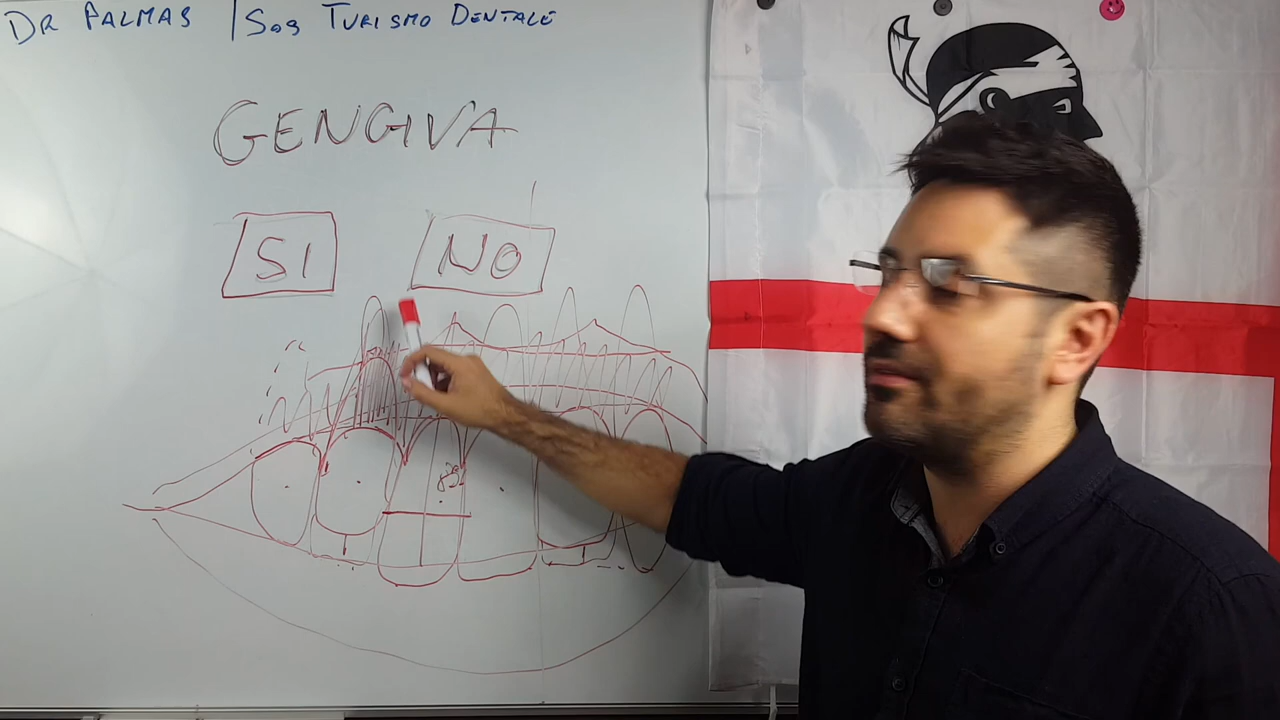 DR PALMAS | SOS TURISMO DENTALE
GENGIVA
SI NO